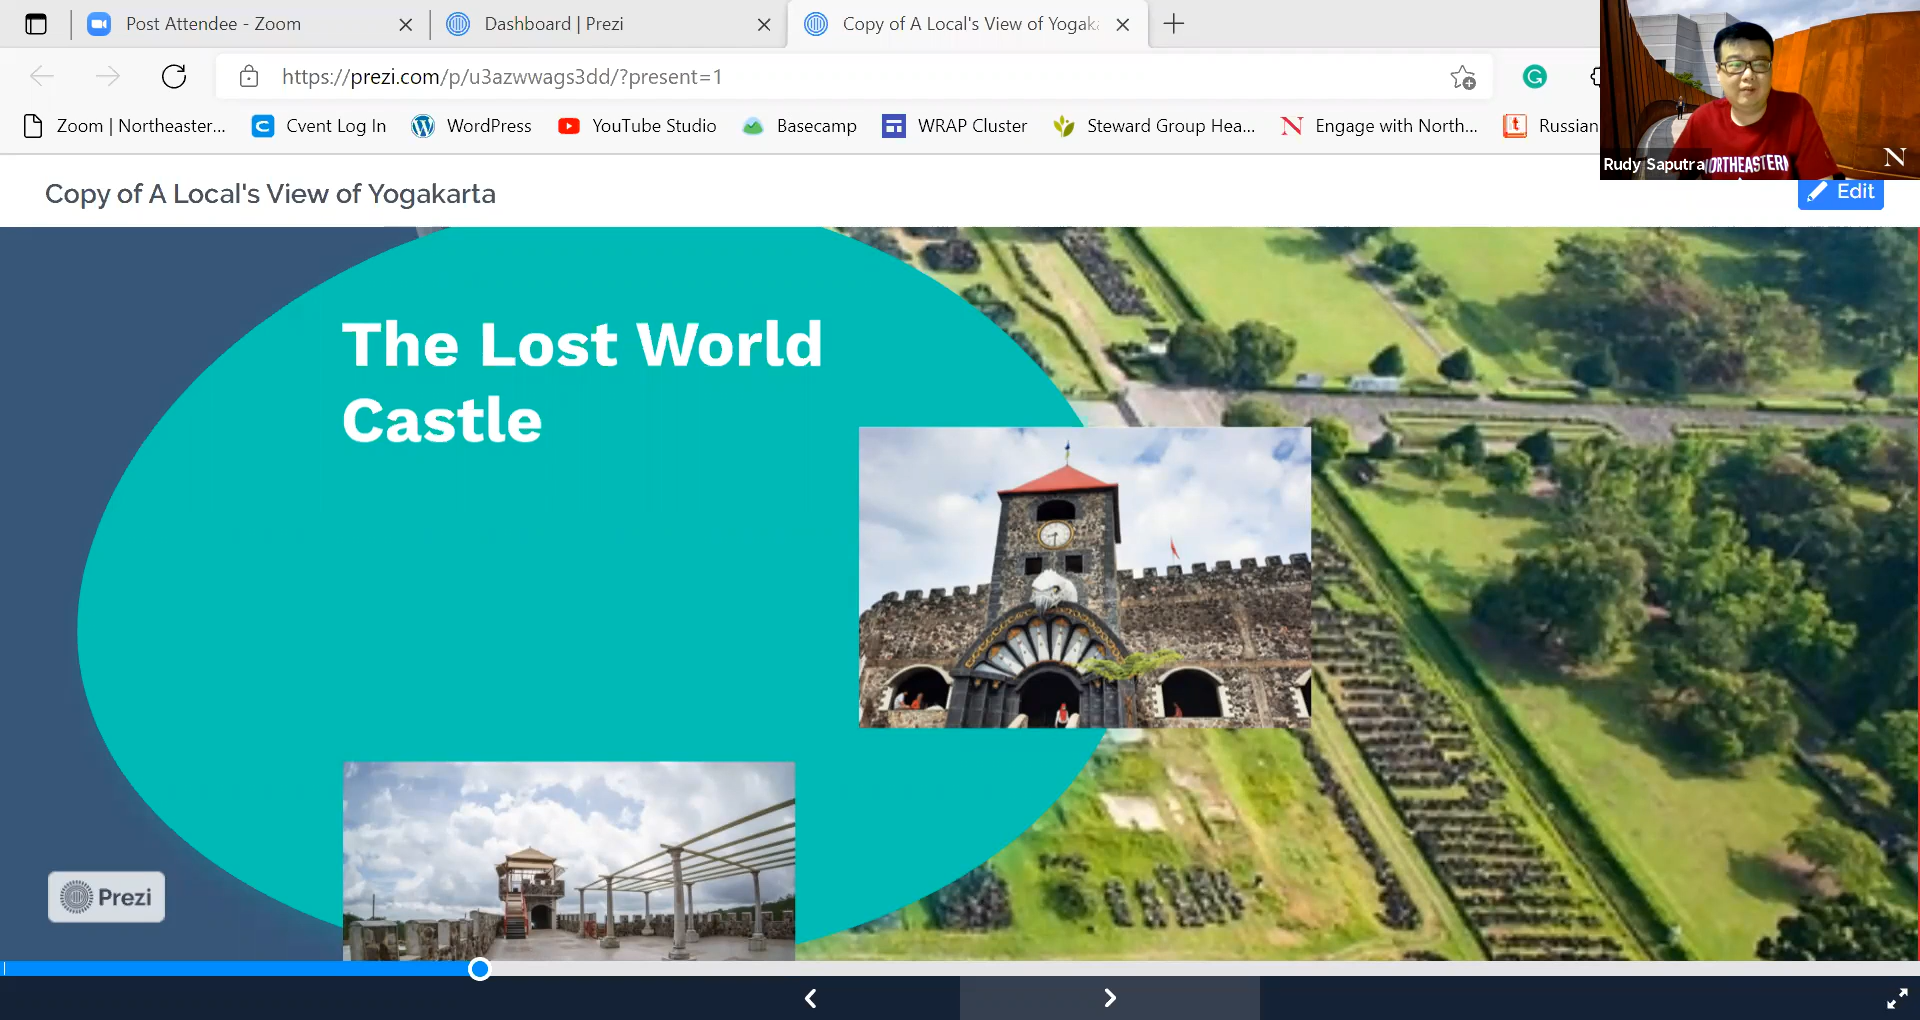 Post Attendee - Zoom
Dashboard | Prezi
Copy of A Local's View of Yogaka
https://prezi.com/p/u3azwwags3dd/?present=1
Zoom | Northeaster...
Cvent Log In
WordPress
YouTube Studio
Basecamp
WRAP Cluster
Steward Group Hea...
Engage with North...
Russian
Rudy Saputra
NORTHEASTERN
N
Copy of A Local's View of Yogakarta
Edit
The Lost World
Castle
Prezi